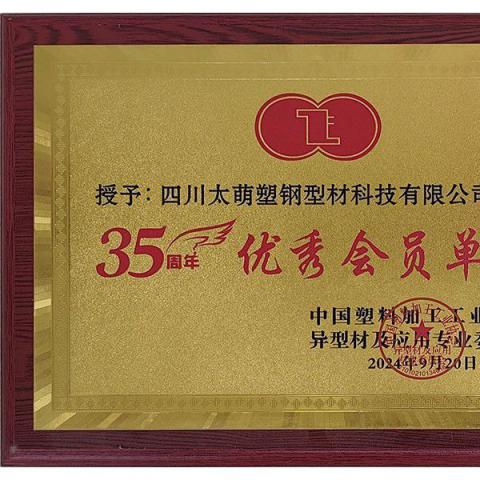 授予：四川太萌塑钢型材科技有限公司
35周年 优秀会员单
中国塑料加工工业
异型材及应用专业委
2024年9月20日